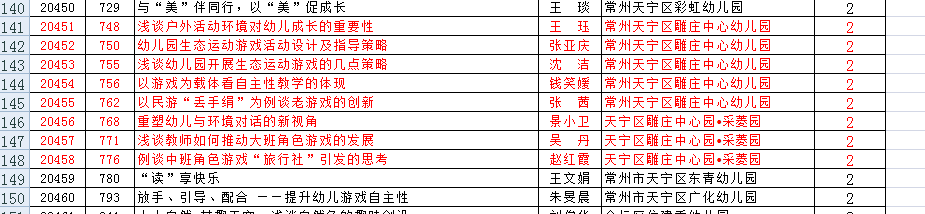 140 20450 729 与“美”伴同行，以“美”促成长 王　琰 常州天宁区彩虹幼儿园 2
141 20451 748 浅谈户外活动环境对幼儿成长的重要性 王　珏 常州天宁区雕庄中心幼儿园 2
142 20452 750 幼儿园生态运动游戏活动设计及指导策略 张亚庆 常州天宁区雕庄中心幼儿园 2
143 20453 755 浅谈幼儿园开展生态运动游戏的几点策略 沈　洁 常州天宁区雕庄中心幼儿园 2
144 20454 756 以游戏为载体看自主性教学的体现 钱笑媛 常州天宁区雕庄中心幼儿园 2
145 20455 762 以民游“丢手绢”为例谈老游戏的创新 张　茜 常州天宁区雕庄中心幼儿园 2
146 20456 768 重塑幼儿与环境对话的新视角 景小卫 天宁区雕庄中心园•采菱园 2
147 20457 771 浅谈教师如何推动大班角色游戏的发展 吴　丹 天宁区雕庄中心园•采菱园 2
148 20458 776 例谈中班角色游戏“旅行社”引发的思考 赵红霞 天宁区雕庄中心园•采菱园 2
149 20459 780 “读”享快乐 王文娟 常州市天宁区东青幼儿园 2
150 20460 793 放手、引导、配合 ——提升幼儿游戏自主性 朱旻晨 常州市天宁区广化幼儿园 2